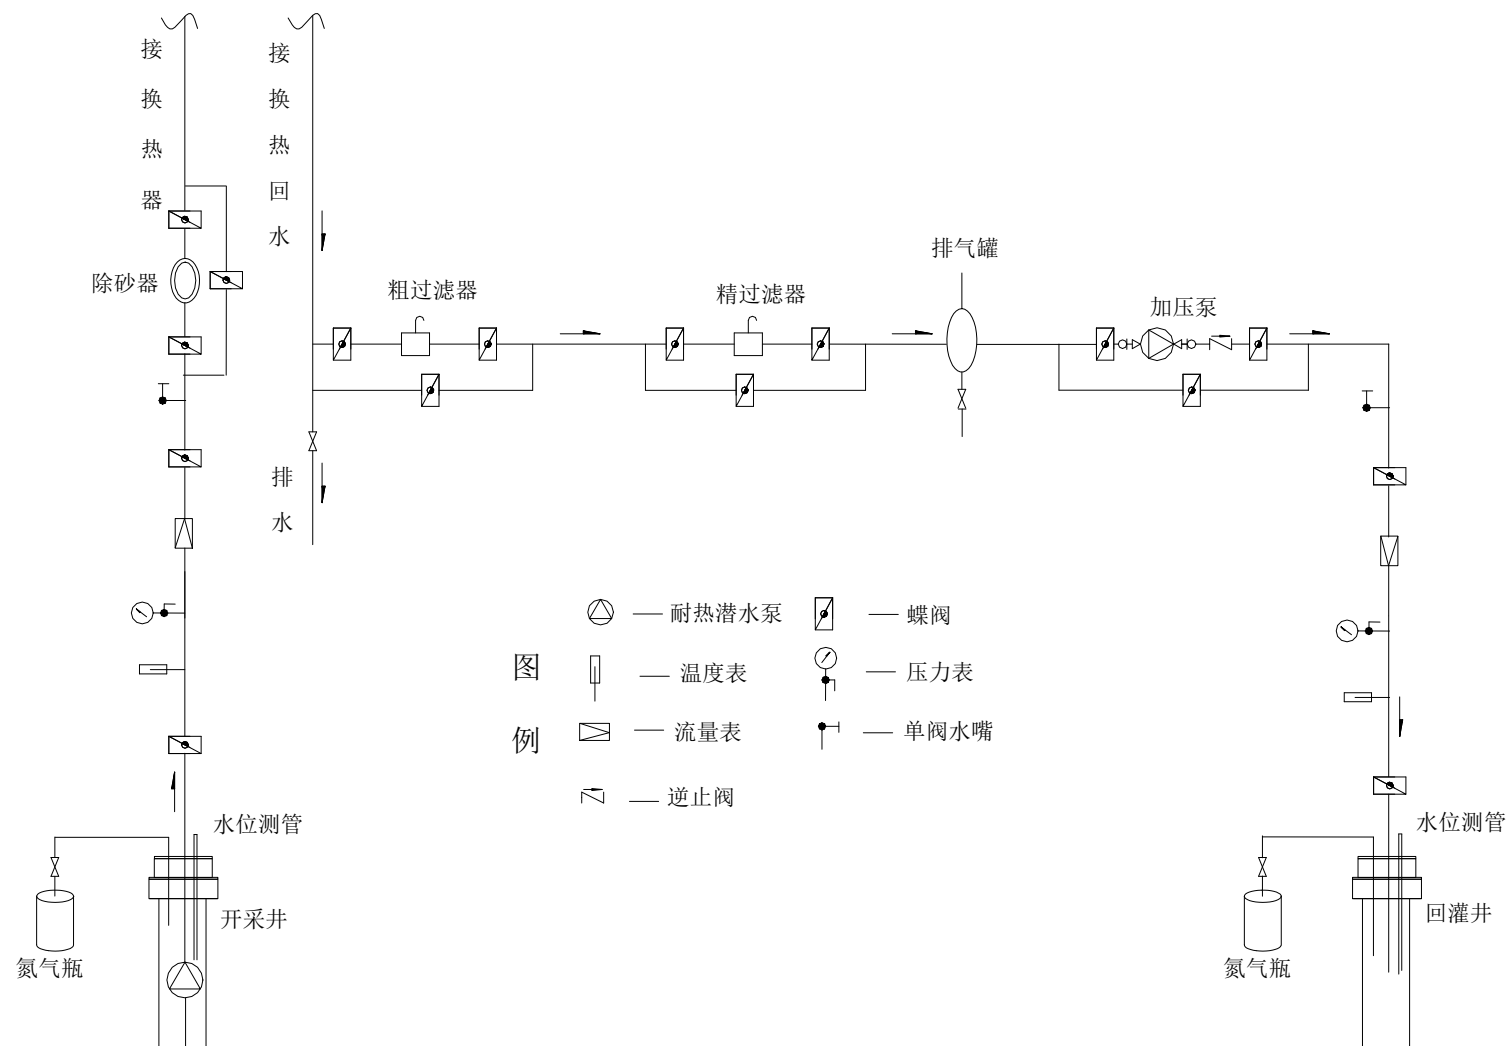 接换热器
接换热回水
除砂器
粗过滤器
精过滤器
排气罐
加压泵
排水
图例
耐热潜水泵
蝶阀
温度表
压力表
流量表
单阀水嘴
逆止阀
水位测管
开采井
氮气瓶
水位测管
回灌井
氮气瓶